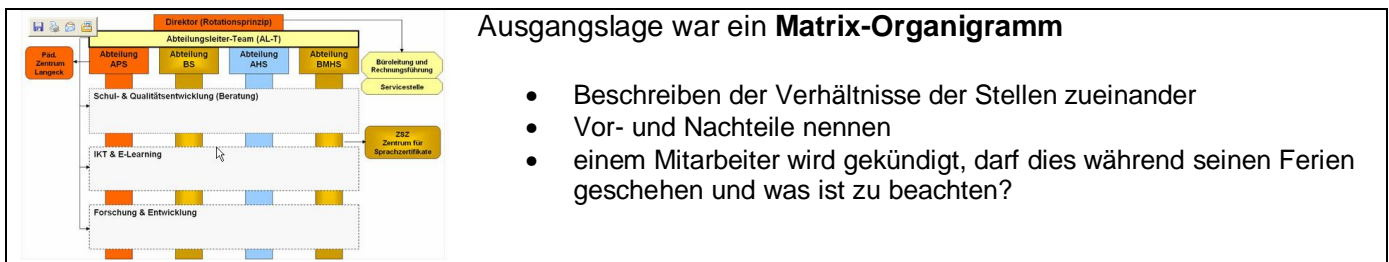 Direktor (Rotationsprinzip)
Abteilungsleiter-Team (AL-T)
Päd.
Zentrum
Langeck
Abteilung
APS
Abteilung
BS
Abteilung
AHS
Abteilung
BMHS
Büroleitung und
Rechnungsführung
Servicestelle
Schul- & Qualitätsentwicklung (Beratung)
ZSZ
Zentrum für
Sprachzertifikate
IKT & E-Learning
Forschung & Entwicklung
Ausgangslage war ein Matrix-Organigramm
• Beschreiben der Verhältnisse der Stellen zueinander
• Vor- und Nachteile nennen
• einem Mitarbeiter wird gekündigt, darf dies während seinen Ferien
geschehen und was ist zu beachten?